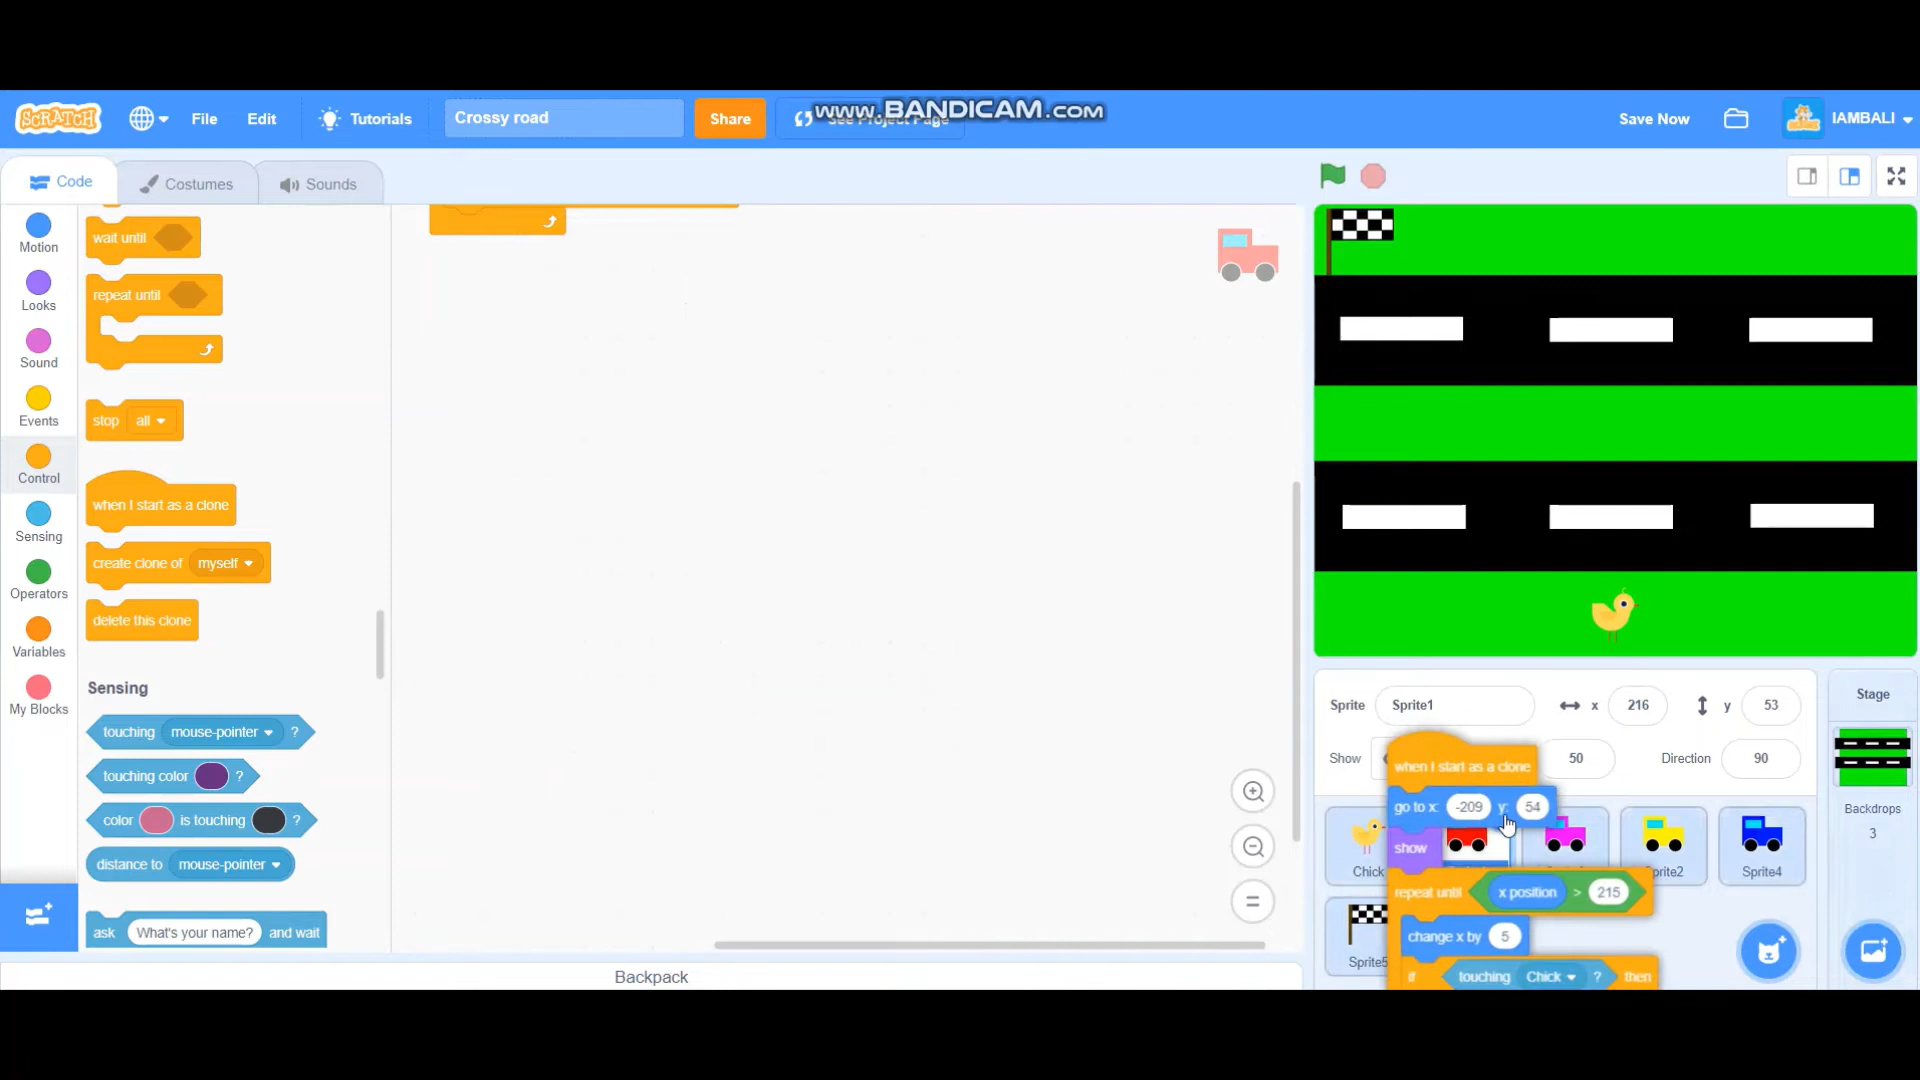 www.BANDICAM.com
SCRATCH
File
Edit
Tutorials
Crossy road
Share
See Project Page
Save Now
IAMBALI
Code
Costumes
Sounds
Motion
Looks
Sound
Events
Control
Sensing
Operators
Variables
My Blocks
wait until
repeat until
stop all
when I start as a clone
create clone of myself
delete this clone
Sensing
touching mouse-pointer ?
touching color ?
color is touching ?
distance to mouse-pointer
ask What's your name? and wait
Backpack
Sprite Sprite1 x 216 y 53
Show 50 Direction 90
when I start as a clone
go to x: -209 y: 54
show
repeat until x position > 215
change x by 5
if touching Chick ? then
Chick
Sprite4
Stage
Backdrops
3